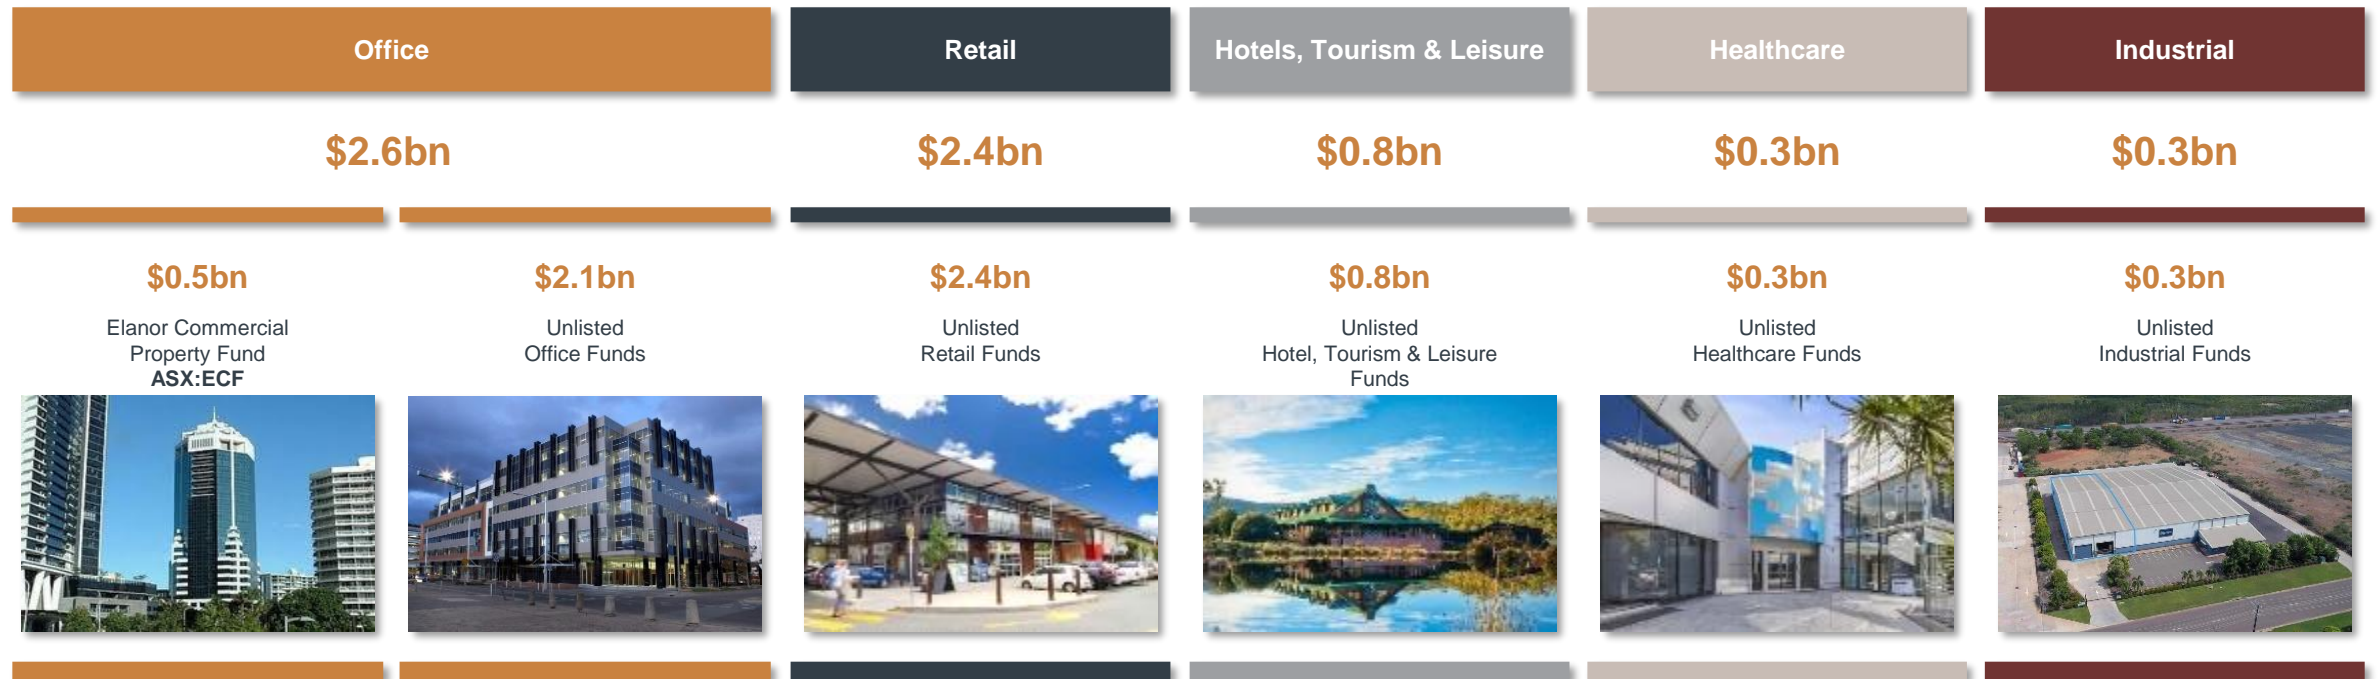 Office
Retail
Hotels, Tourism & Leisure
Healthcare
Industrial
$2.6bn
$2.4bn
$0.8bn
$0.3bn
$0.3bn
$0.5bn
Elanor Commercial
Property Fund
ASX:ECF
$2.1bn
Unlisted
Office Funds
$2.4bn
Unlisted
Retail Funds
$0.8bn
Unlisted
Hotel, Tourism & Leisure
Funds
$0.3bn
Unlisted
Healthcare Funds
$0.3bn
Unlisted
Industrial Funds